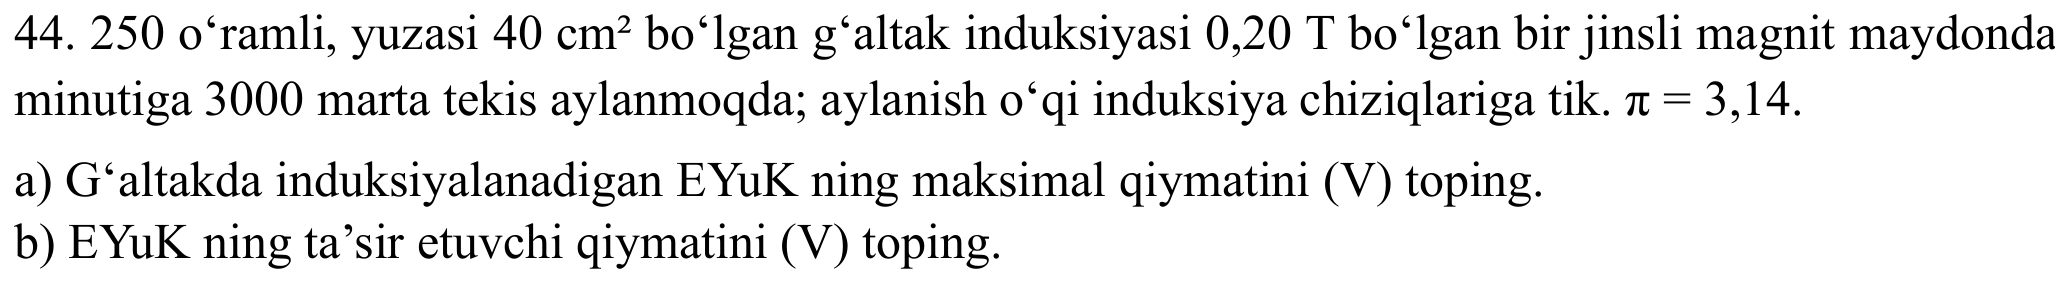 44. 250 o‘ramli, yuzasi 40 cm² bo‘lgan g‘altak induksiyasi 0,20 T bo‘lgan bir jinsli magnit maydonda
minutiga 3000 marta tekis aylanmoqda; aylanish o‘qi induksiya chiziqlariga tik. π = 3,14.
a) G‘altakda induksiyalanadigan EYuK ning maksimal qiymatini (V) toping.
b) EYuK ning ta’sir etuvchi qiymatini (V) toping.